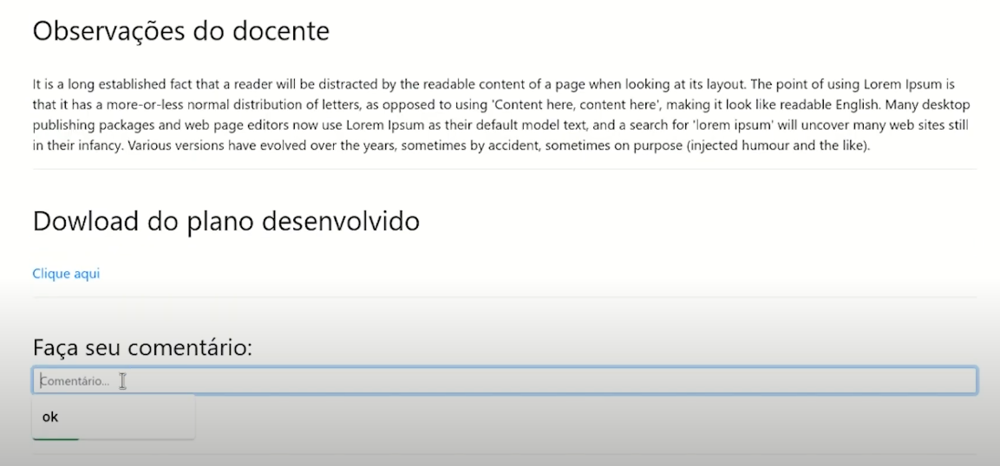 Observações do docente
It is a long established fact that a reader will be distracted by the readable content of a page when looking at its layout. The point of using Lorem Ipsum is
that it has a more-or-less normal distribution of letters, as opposed to using 'Content here, content here', making it look like readable English. Many desktop
publishing packages and web page editors now use Lorem Ipsum as their default model text, and a search for 'lorem ipsum' will uncover many web sites still
in their infancy. Various versions have evolved over the years, sometimes by accident, sometimes on purpose (injected humour and the like).
Dowload do plano desenvolvido
Clique aqui
Faça seu comentário:
Comentário...
ok